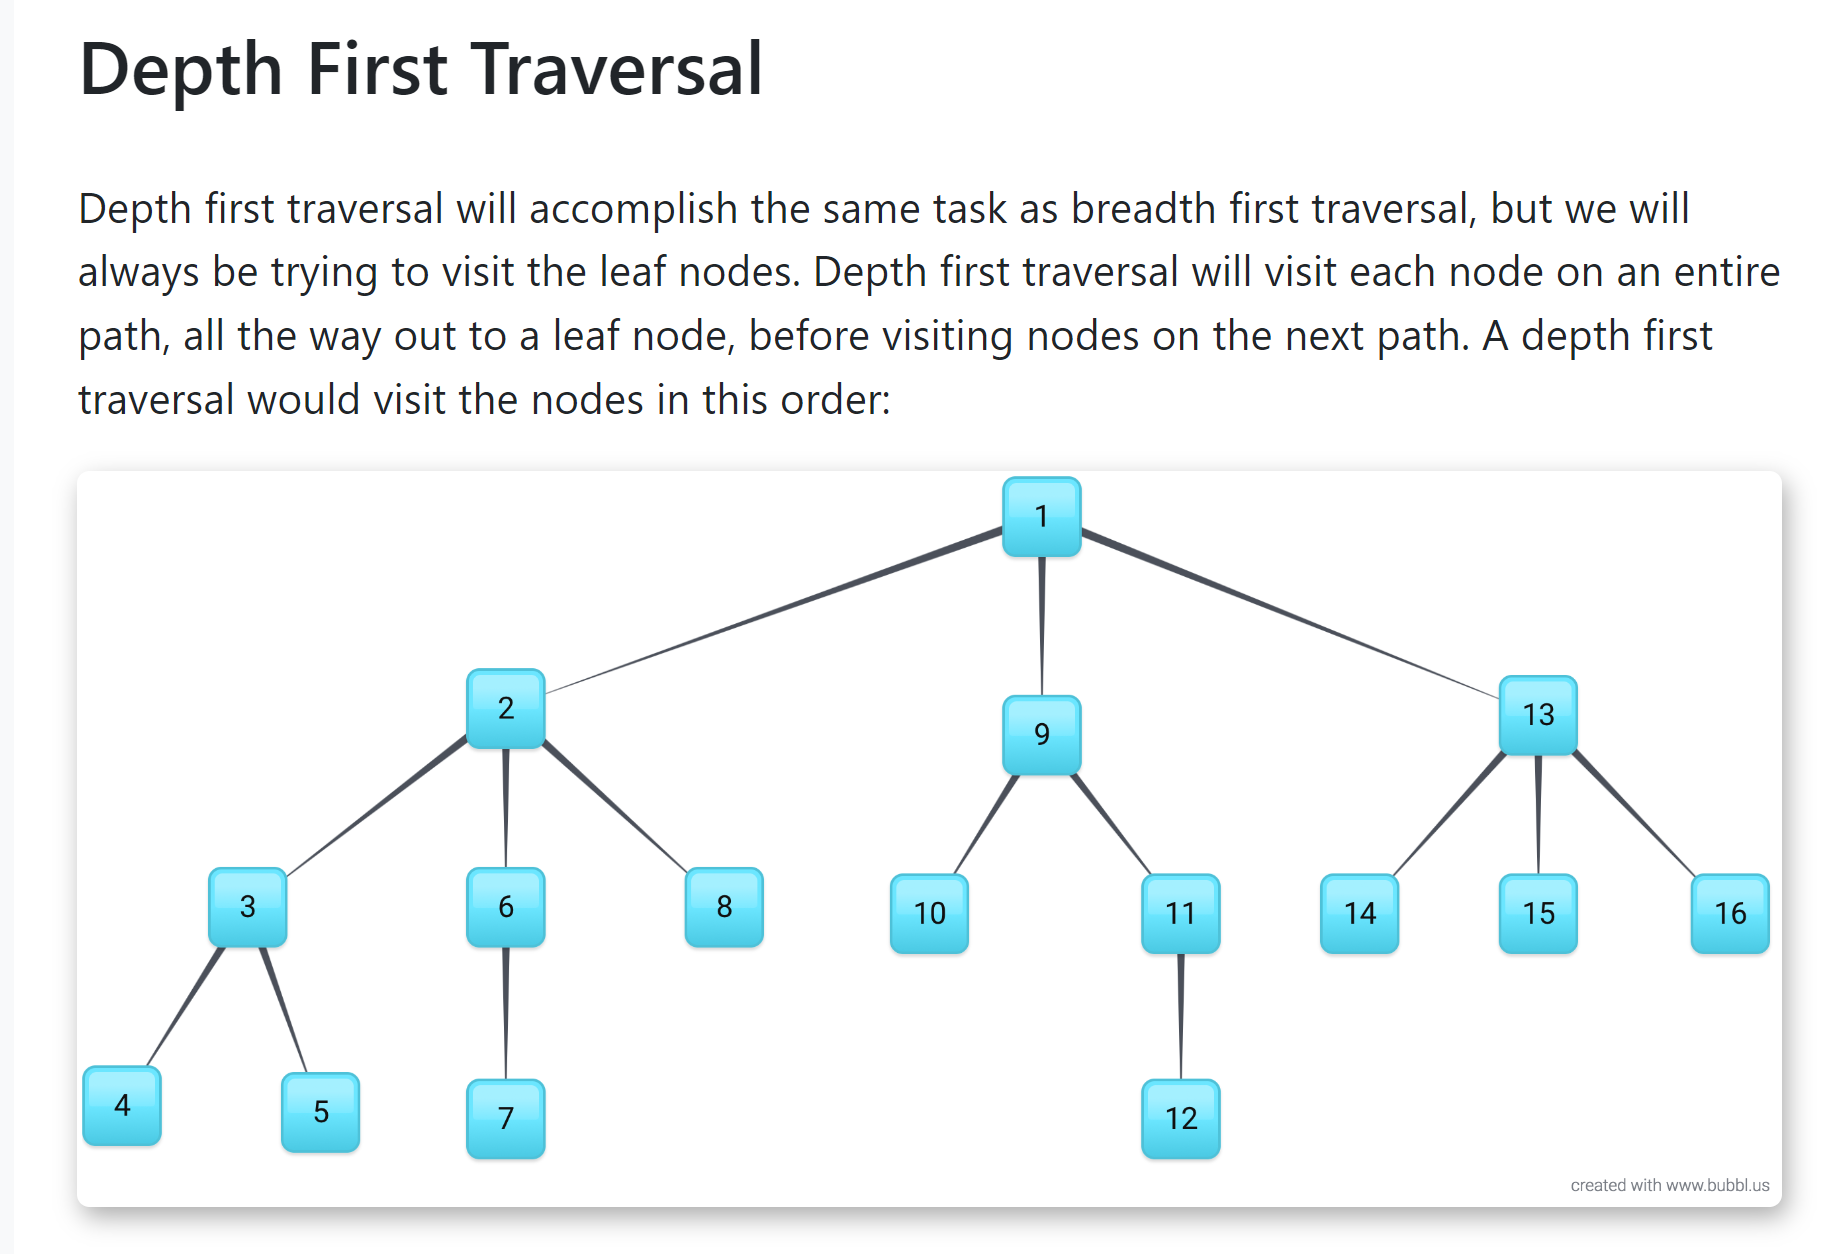 Depth First Traversal
Depth first traversal will accomplish the same task as breadth first traversal, but we will
always be trying to visit the leaf nodes. Depth first traversal will visit each node on an entire
path, all the way out to a leaf node, before visiting nodes on the next path. A depth first
traversal would visit the nodes in this order:
1
2
9
13
3
6
8
10
11
14
15
16
4
5
7
12
created with www.bubbl.us